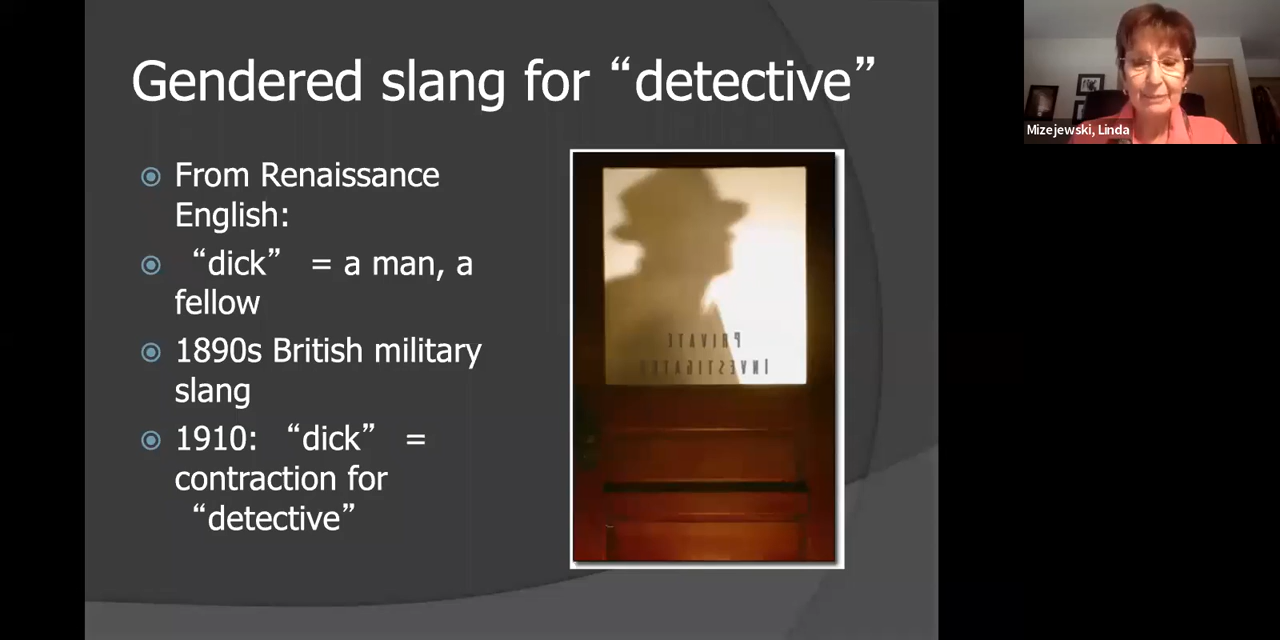 Gendered slang for “detective”
From Renaissance
English:
“dick” = a man, a
fellow
1890s British military
slang
1910: “dick” =
contraction for
“detective”
PRIVATE
INVESTIGATOR
Mizejewski, Linda